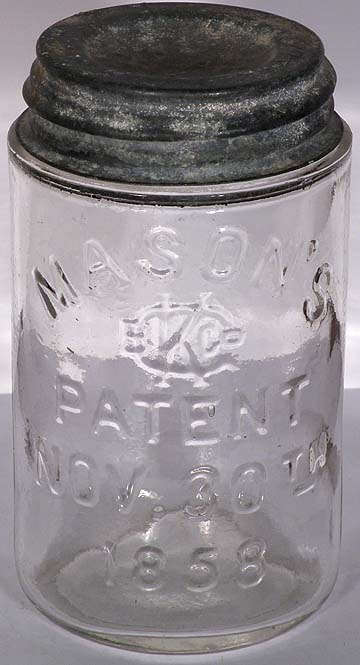 MASON'S
PATENT
NOV. 30TH
1858